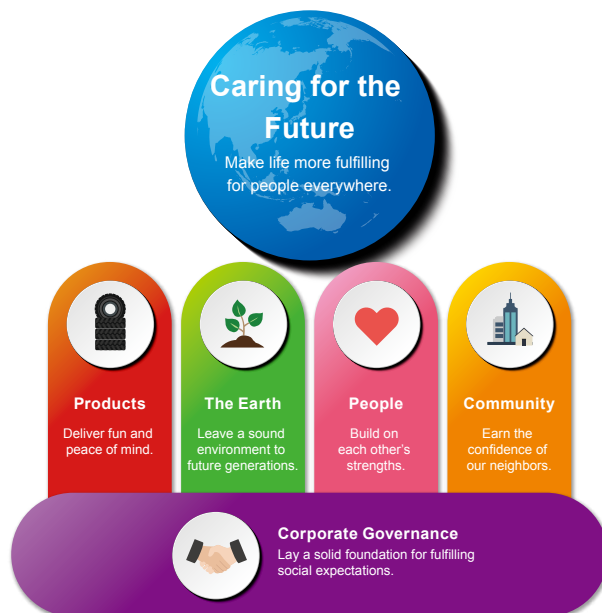 Caring for the
Future
Make life more fulfilling
for people everywhere.
Products
Deliver fun and
peace of mind.
The Earth
Leave a sound
environment to
future generations.
People
Build on
each other's
strengths.
Community
Earn the
confidence of
our neighbors.
Corporate Governance
Lay a solid foundation for fulfilling
social expectations.